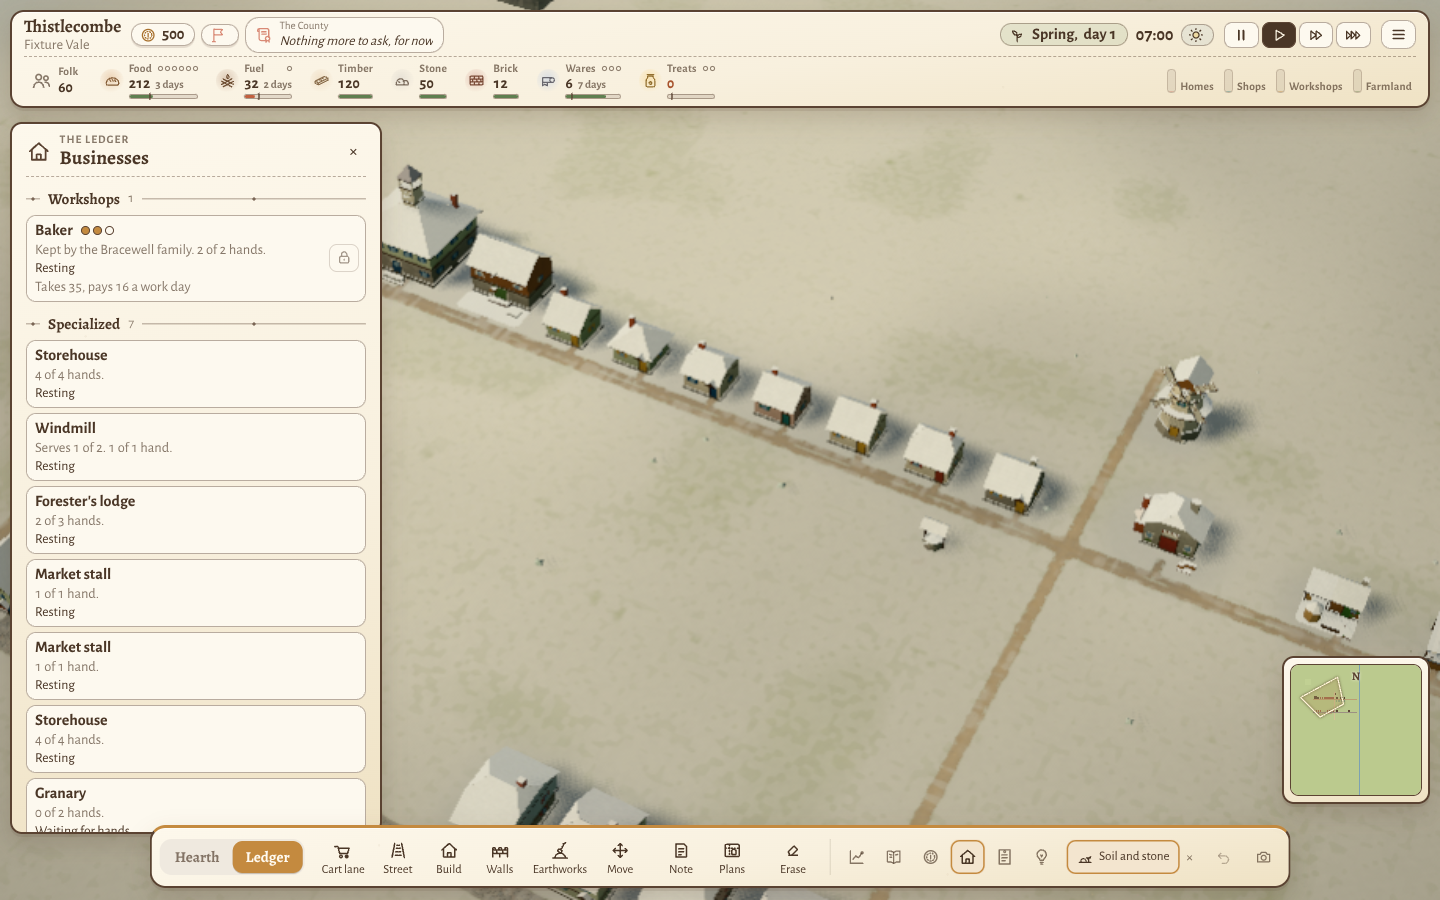 Thistlecombe
Fixture Vale
500
The County
Nothing more to ask, for now
Spring, day 1
07:00
Folk
60
Food
212 3 days
Fuel
32 2 days
Timber
120
Stone
50
Brick
12
Wares
6 7 days
Treats
0
Homes
Shops
Workshops
Farmland
THE LEDGER
Businesses
×
Workshops 1
Baker
Kept by the Bracewell family. 2 of 2 hands.
Resting
Takes 35, pays 16 a work day
Specialized 7
Storehouse
4 of 4 hands.
Resting
Windmill
Serves 1 of 2. 1 of 1 hand.
Resting
Forester's lodge
2 of 3 hands.
Resting
Market stall
1 of 1 hand.
Resting
Market stall
1 of 1 hand.
Resting
Storehouse
4 of 4 hands.
Resting
Granary
0 of 2 hands.
Waiting for hands
N
Hearth
Ledger
Cart lane
Street
Build
Walls
Earthworks
Move
Note
Plans
Erase
Soil and stone
×